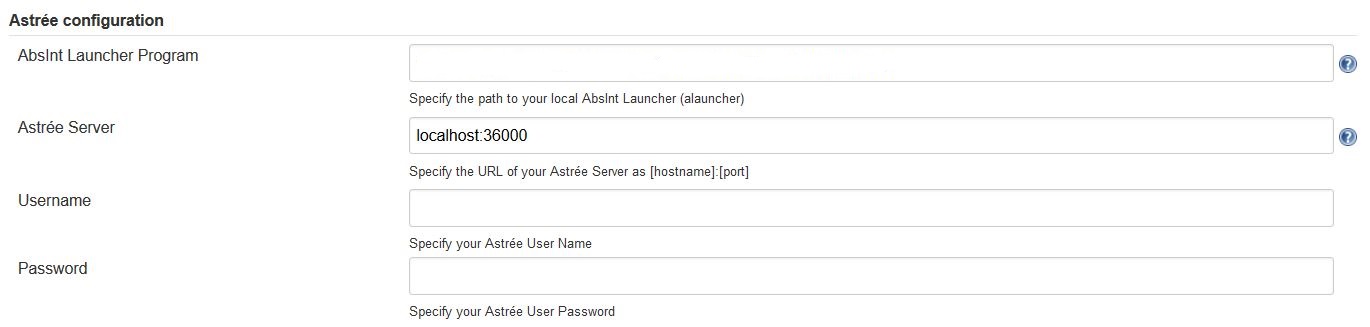 Astrée configuration
AbsInt Launcher Program
Specify the path to your local AbsInt Launcher (alauncher)
Astrée Server
localhost:36000
Specify the URL of your Astrée Server as [hostname]:[port]
Username
Specify your Astrée User Name
Password
Specify your Astrée User Password